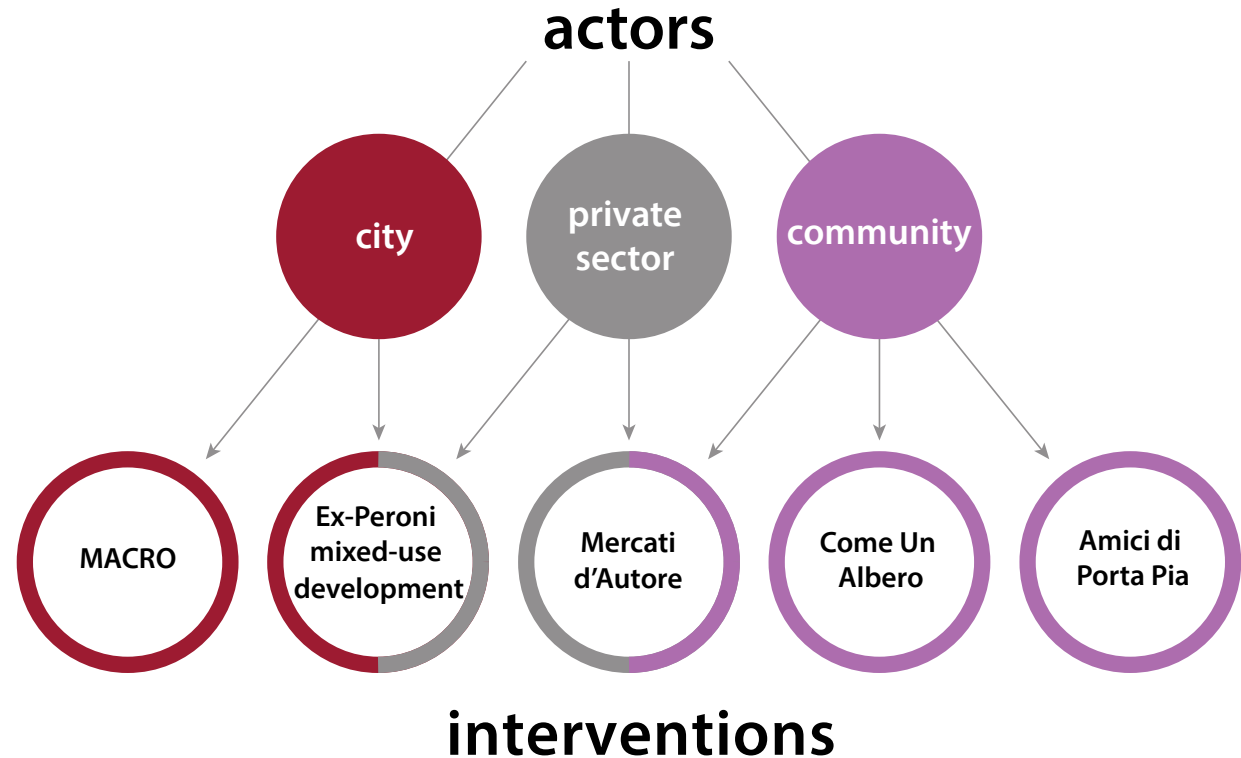 actors
city
private
sector
community
MACRO
Ex-Peroni
mixed-use
development
Mercati
d'Autore
Come Un
Albero
Amici di
Porta Pia
interventions